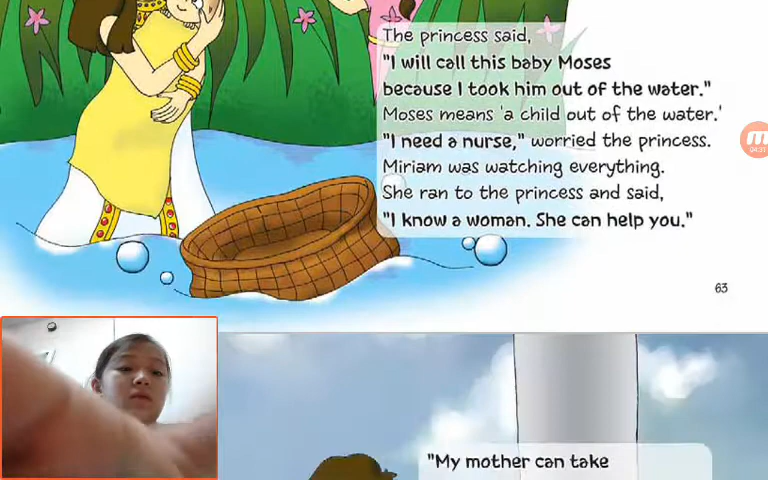 The princess said,
"I will call this baby Moses
because I took him out of the water."
Moses means 'a child out of the water.'
"I need a nurse," worried the princess.
Miriam was watching everything.
She ran to the princess and said,
"I know a woman. She can help you."
63
"My mother can take